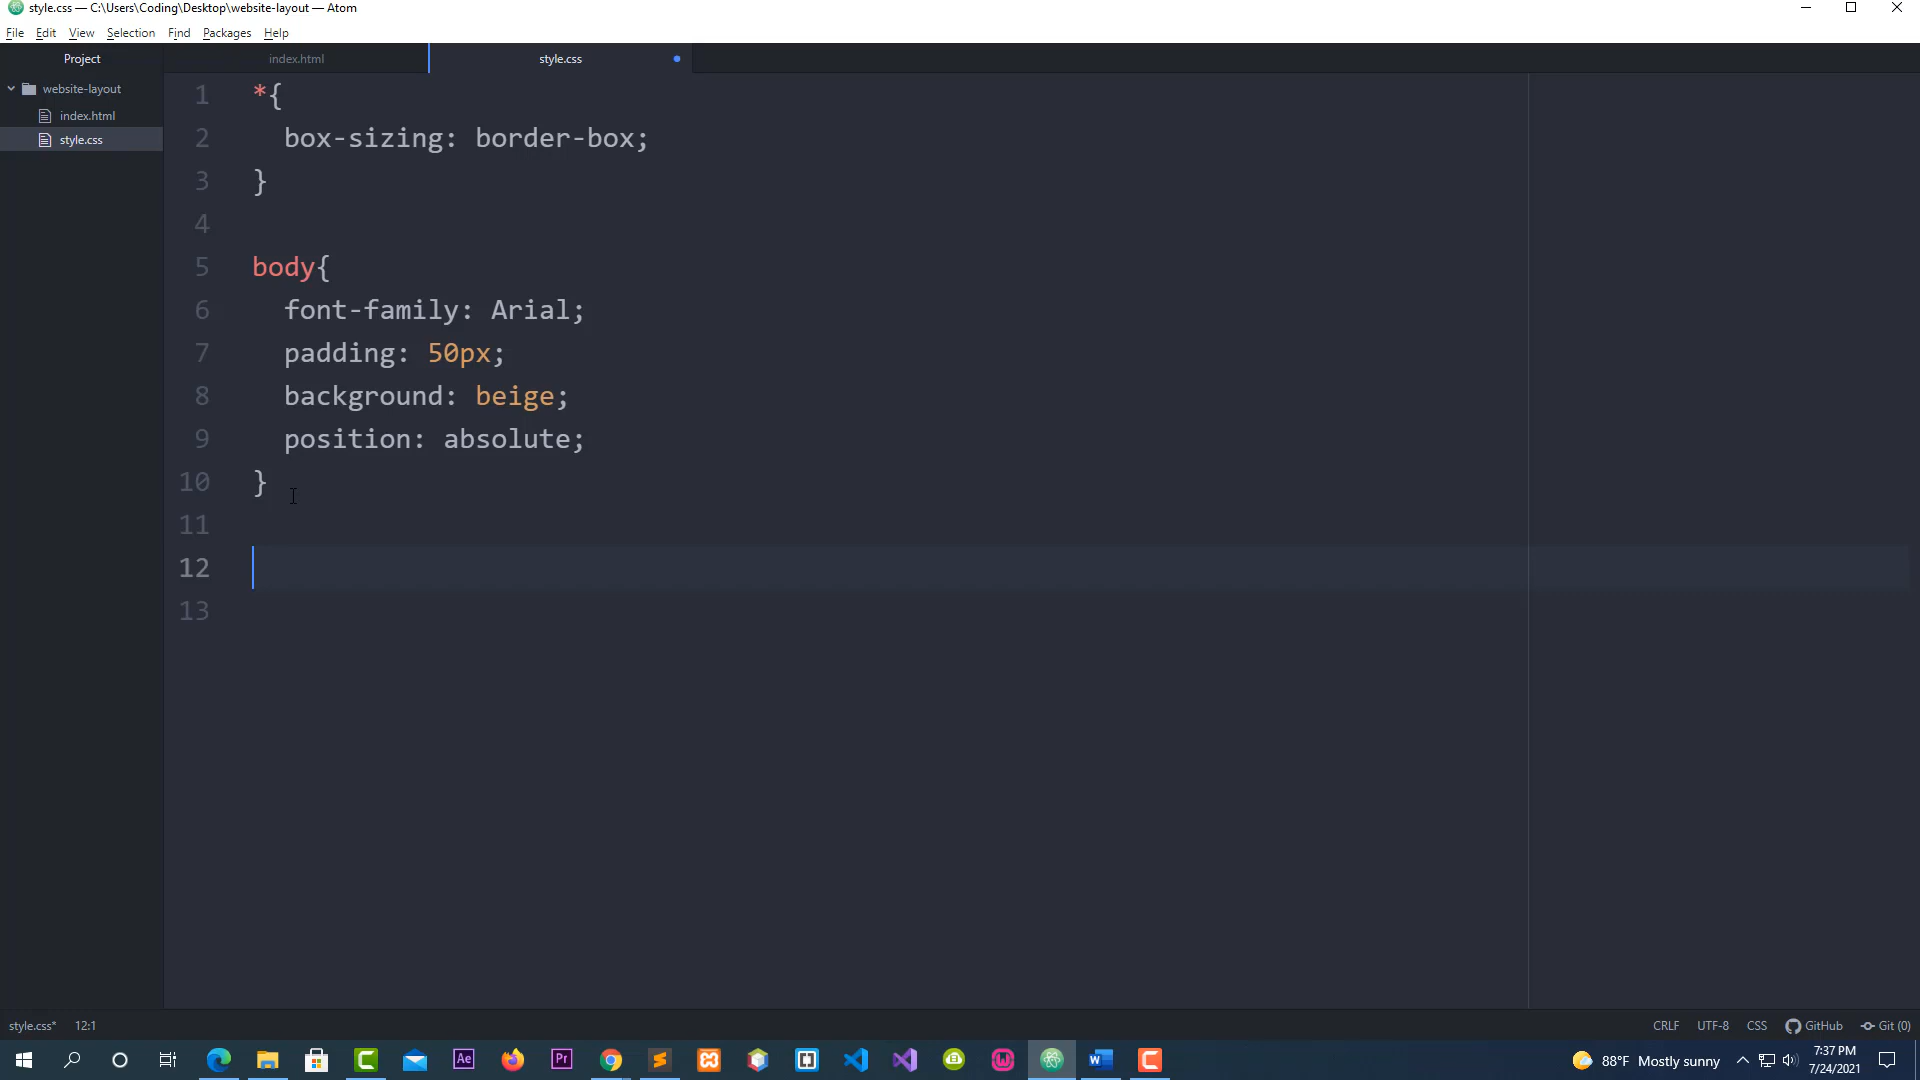 style.css — C:\Users\Coding\Desktop\website-layout — Atom
File Edit View Selection Find Packages Help
Project index.html style.css
website-layout
index.html
style.css
1 *{
2 box-sizing: border-box;
3 }
4
5 body{
6 font-family: Arial;
7 padding: 50px;
8 background: beige;
9 position: absolute;
10 }
11
12
13
style.css* 12:1 CRLF UTF-8 CSS GitHub Git (0)
Ae Pr W 88°F Mostly sunny 7:37 PM
7/24/2021